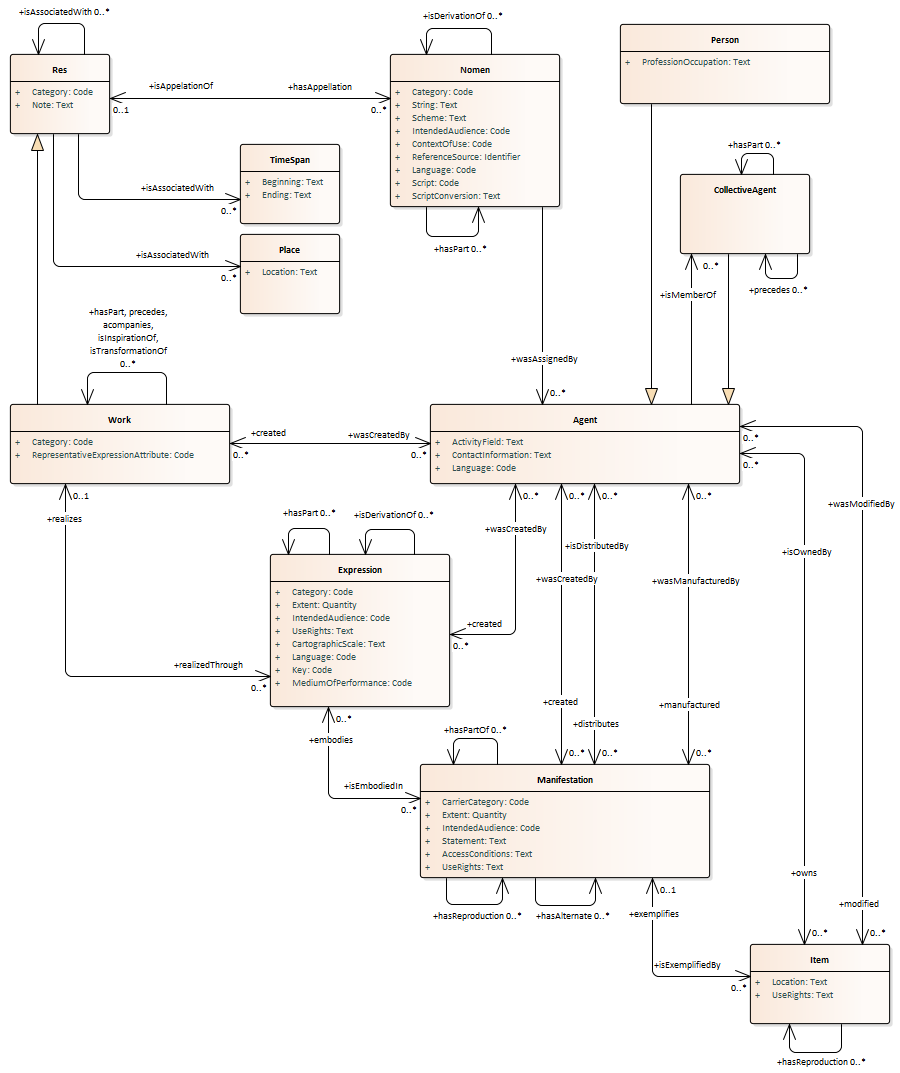 +isAssociatedWith 0..*
Res
+ Category: Code
+ Note: Text
+isAppelationOf
+hasAppellation
0..1
0..*
+isDerivationOf 0..*
Nomen
+ Category: Code
+ String: Text
+ Scheme: Text
+ IntendedAudience: Code
+ ContextOfUse: Code
+ ReferenceSource: Identifier
+ Language: Code
+ Script: Code
+ ScriptConversion: Text
+hasPart 0..*
Person
+ ProfessionOccupation: Text
+hasPart 0..*
CollectiveAgent
+precedes 0..*
0..*
+isMemberOf
TimeSpan
+ Beginning: Text
+ Ending: Text
+isAssociatedWith
0..*
Place
+ Location: Text
+isAssociatedWith
0..*
+hasPart, precedes,
acompanies,
isInspirationOf,
isTransformationOf
0..*
+wasAssignedBy
0..*
Work
+ Category: Code
+ RepresentativeExpressionAttribute: Code
+created
+wasCreatedBy
0..*
0..*
Agent
+ ActivityField: Text
+ ContactInformation: Text
+ Language: Code
0..*
0..*
0..1
+realizes
+realizedThrough
0..*
+hasPart 0..*
+isDerivationOf 0..*
Expression
+ Category: Code
+ Extent: Quantity
+ IntendedAudience: Code
+ UseRights: Text
+ CartographicScale: Text
+ Language: Code
+ Key: Code
+ MediumOfPerformance: Code
0..*
+wasCreatedBy
+created
0..*
0..*
+wasCreatedBy
+created
0..*
0..*
+isDistributedBy
+distributes
0..*
0..*
+wasManufacturedBy
+manufactured
0..*
+wasModifiedBy
+isOwnedBy
+owns
+modified
0..*
0..*
0..*
+embodies
+isEmbodiedIn
0..*
+hasPartOf 0..*
Manifestation
+ CarrierCategory: Code
+ Extent: Quantity
+ IntendedAudience: Code
+ Statement: Text
+ AccessConditions: Text
+ UseRights: Text
+hasReproduction 0..*
+hasAlternate 0..*
0..1
+exemplifies
+isExemplifiedBy
0..*
Item
+ Location: Text
+ UseRights: Text
+hasReproduction 0..*